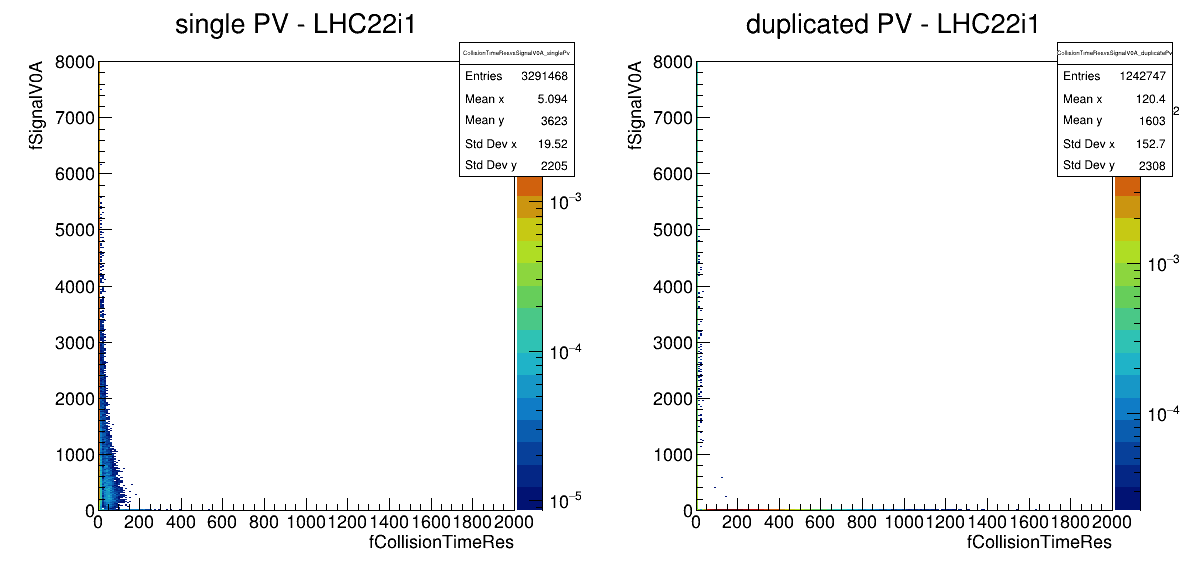 single PV - LHC22i1
CollisionTimeResvsSignalV0A_singlePv
Entries 3291468
Mean x 5.094
Mean y 3623
Std Dev x 19.52
Std Dev y 2205
fSignalV0A
8000
7000
6000
5000
4000
3000
2000
1000
0
0 200 400 600 800 1000 1200 1400 1600 1800 2000
fCollisionTimeRes
10⁻³
10⁻⁴
10⁻⁵
duplicated PV - LHC22i1
CollisionTimeResvsSignalV0A_duplicatePv
Entries 1242747
Mean x 120.4
Mean y 1603
Std Dev x 152.7
Std Dev y 2308
fSignalV0A
8000
7000
6000
5000
4000
3000
2000
1000
0
0 200 400 600 800 1000 1200 1400 1600 1800 2000
fCollisionTimeRes
2
10⁻³
10⁻⁴